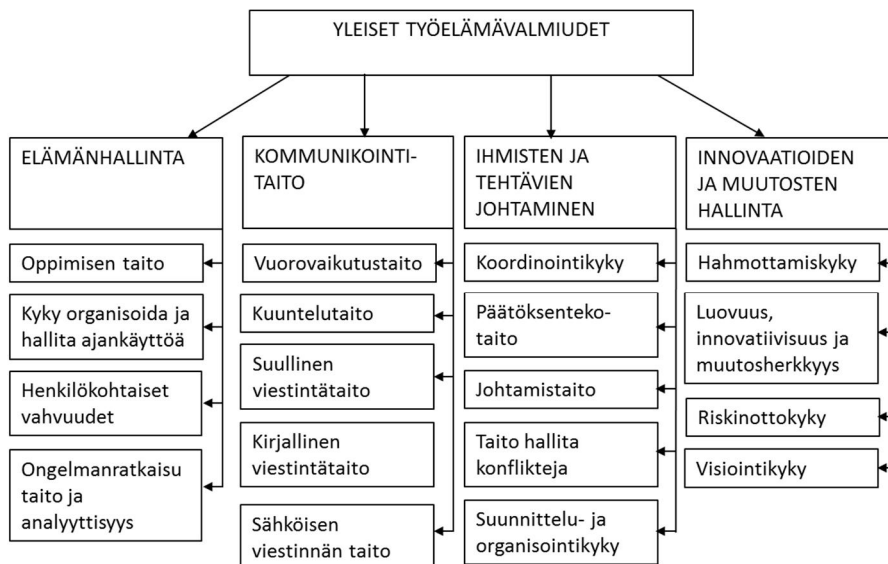 YLEISET TYÖELÄMÄVALMIUDET
ELÄMÄNHALLINTA
Oppimisen taito
Kyky organisoida ja
hallita ajankäyttöä
Henkilökohtaiset
vahvuudet
Ongelmanratkaisu
taito ja
analyyttisyys
KOMMUNIKOINTI-
TAITO
Vuorovaikutustaito
Kuuntelutaito
Suullinen
viestintätaito
Kirjallinen
viestintätaito
Sähköisen
viestinnän taito
IHMISTEN JA
TEHTÄVIEN
JOHTAMINEN
Koordinointikyky
Päätöksenteko-
taito
Johtamistaito
Taito hallita
konflikteja
Suunnittelu- ja
organisointikyky
INNOVAATIOIDEN
JA MUUTOSTEN
HALLINTA
Hahmottamiskyky
Luovuus,
innovatiivisuus ja
muutosherkkyys
Riskinottokyky
Visiointikyky